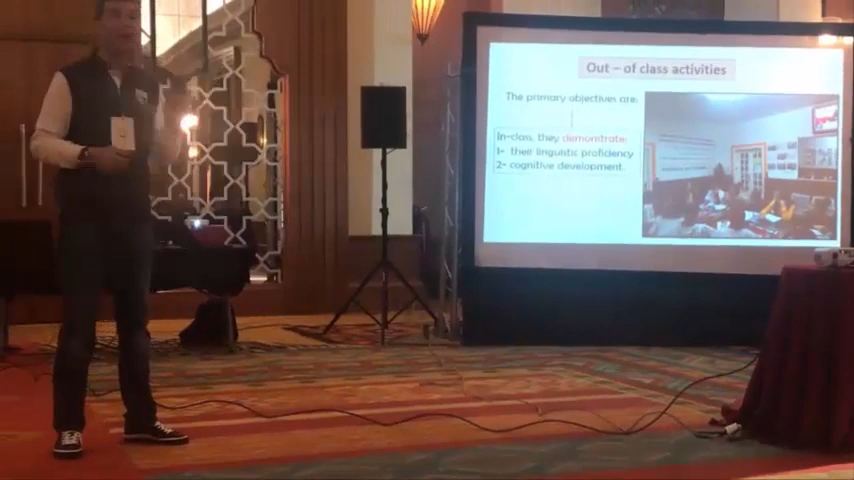 Out – of class activities
The primary objectives are:
In-class, they demonstrate:
1- their linguistic proficiency
2- cognitive development.